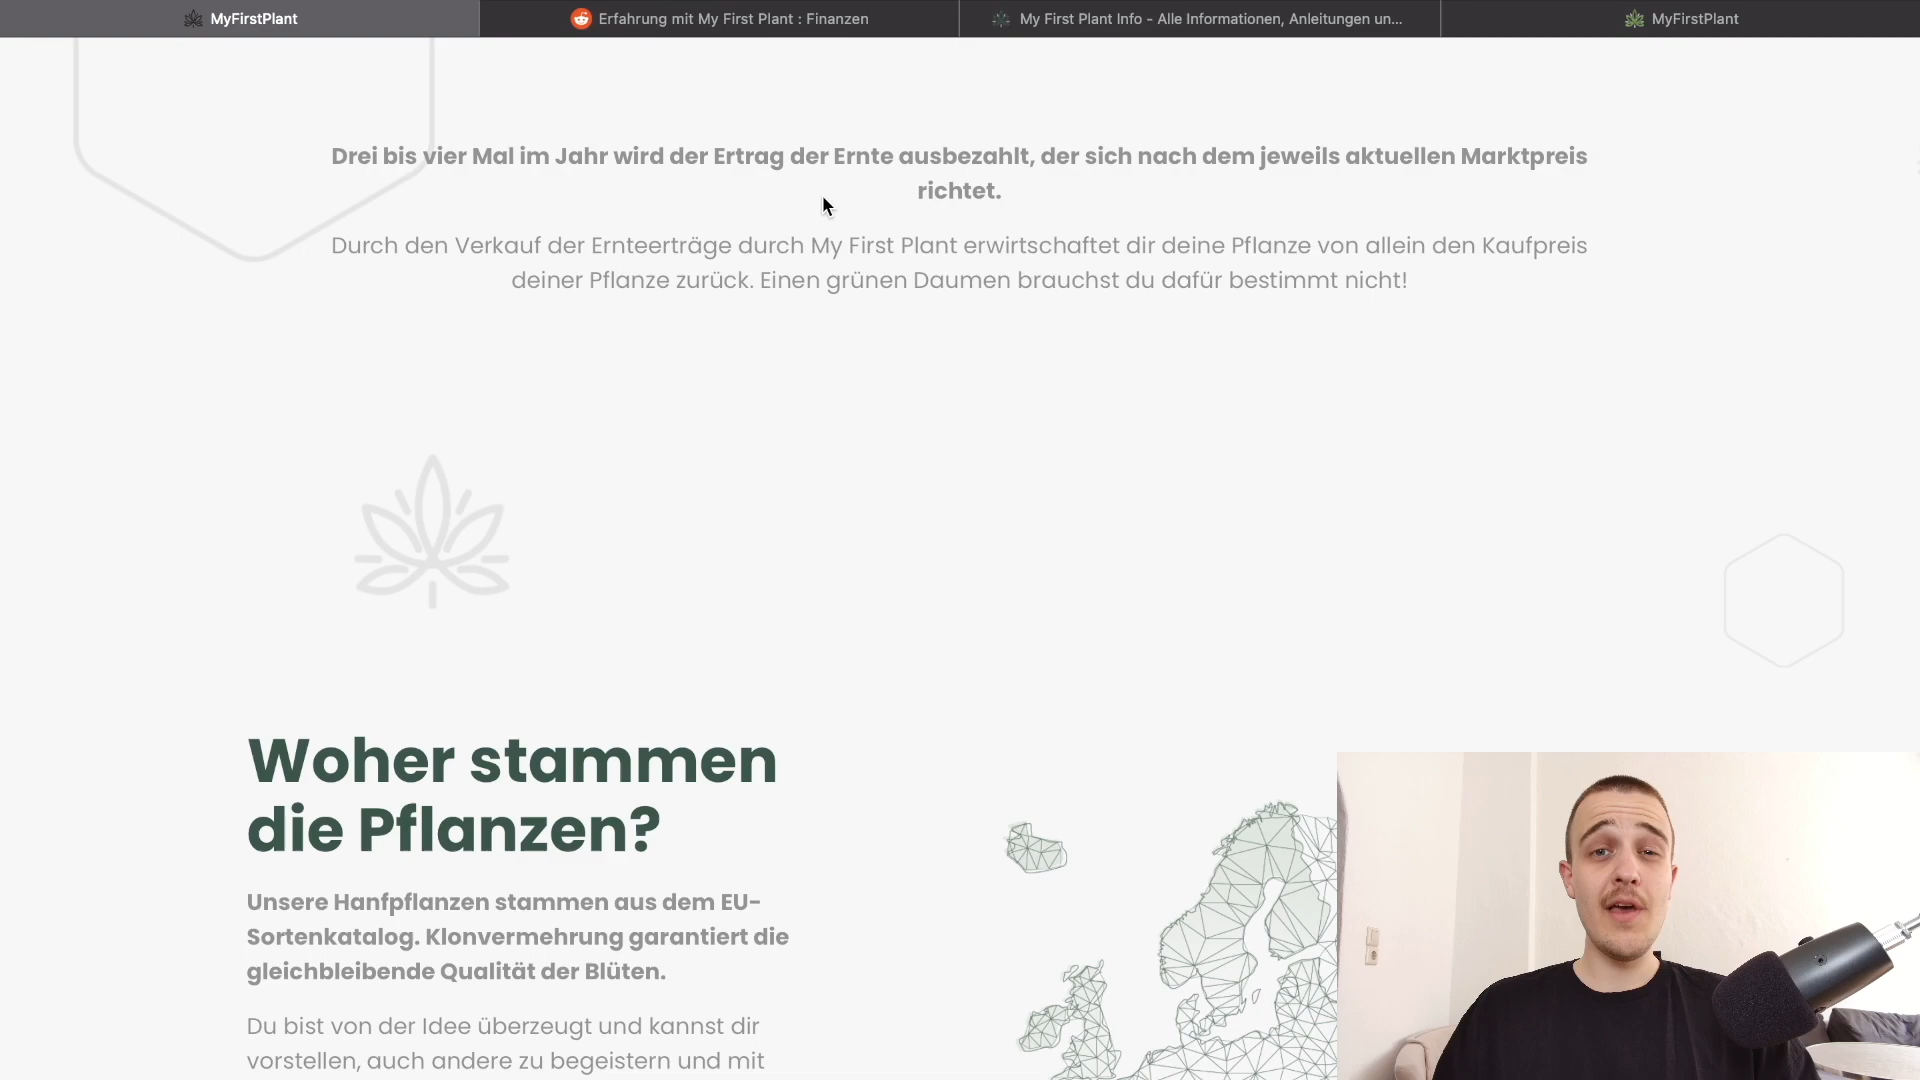 MyFirstPlant
Erfahrung mit My First Plant : Finanzen
My First Plant Info - Alle Informationen, Anleitungen un...
MyFirstPlant
Drei bis vier Mal im Jahr wird der Ertrag der Ernte ausbezahlt, der sich nach dem jeweils aktuellen Marktpreis
richtet.
Durch den Verkauf der Ernteerträge durch My First Plant erwirtschaftet dir deine Pflanze von allein den Kaufpreis
deiner Pflanze zurück. Einen grünen Daumen brauchst du dafür bestimmt nicht!
Woher stammen
die Pflanzen?
Unsere Hanfpflanzen stammen aus dem EU-
Sortenkatalog. Klonvermehrung garantiert die
gleichbleibende Qualität der Blüten.
Du bist von der Idee überzeugt und kannst dir
vorstellen, auch andere zu begeistern und mit